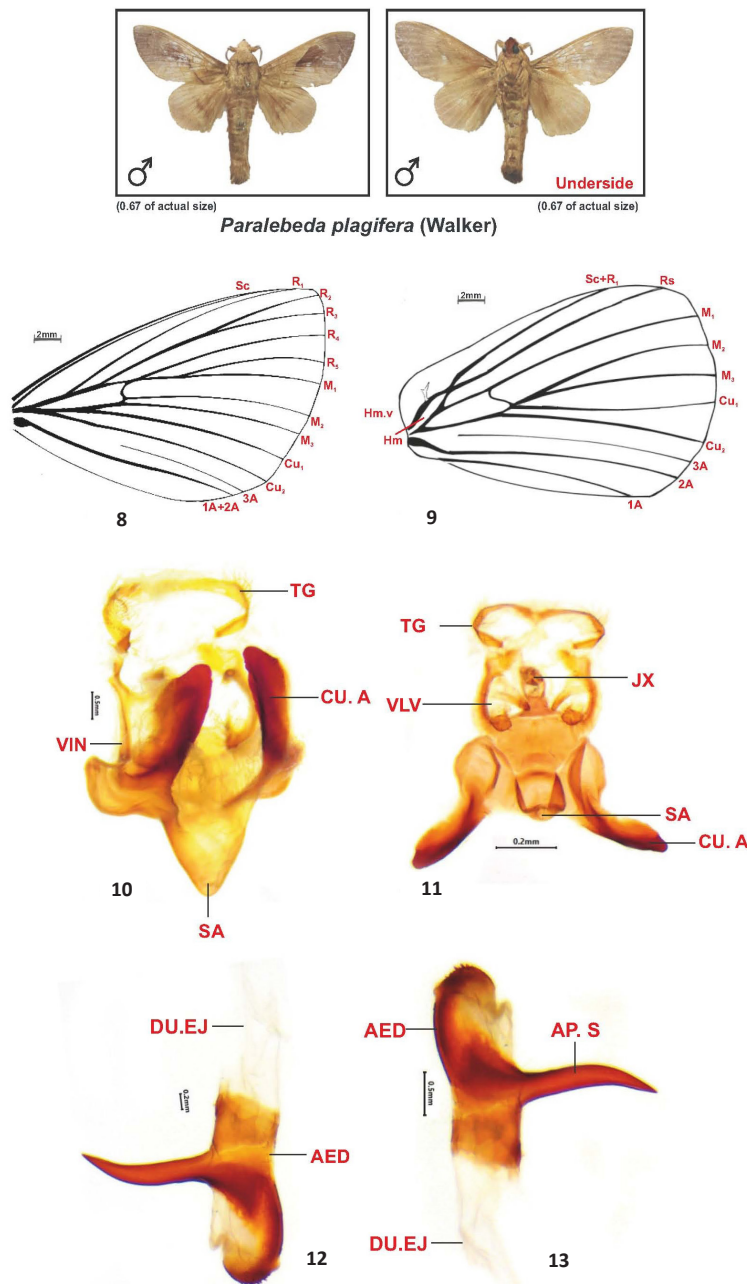 ♂
♂
Underside
(0.67 of actual size)
(0.67 of actual size)
Paralebeda plagifera (Walker)
Sc
R1
R2
R3
R4
R5
M1
M2
M3
Cu1
Cu2
3A
1A+2A
2mm
8
Sc+R1
Rs
M1
M2
M3
Cu1
Cu2
3A
2A
1A
Hm.v
Hm
2mm
9
TG
CU. A
VIN
SA
0.5mm
10
TG
JX
VLV
SA
CU. A
0.2mm
11
DU.EJ
0.2mm
AED
12
AED
AP. S
0.5mm
DU.EJ
13